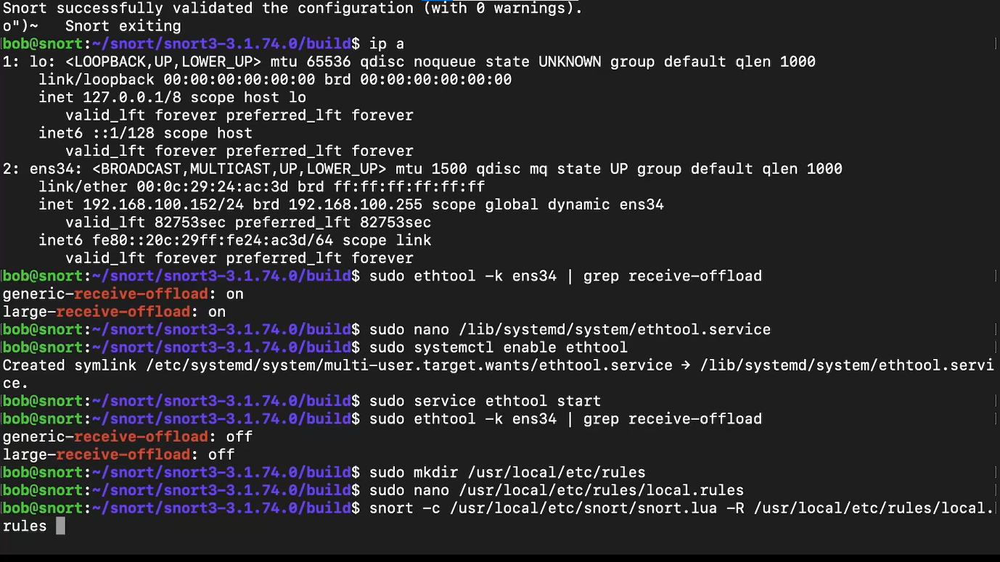 Snort successfully validated the configuration (with 0 warnings).
o")~   Snort exiting
bob@snort:~/snort/snort3-3.1.74.0/build$ ip a
1: lo: <LOOPBACK,UP,LOWER_UP> mtu 65536 qdisc noqueue state UNKNOWN group default qlen 1000
    link/loopback 00:00:00:00:00:00 brd 00:00:00:00:00:00
    inet 127.0.0.1/8 scope host lo
       valid_lft forever preferred_lft forever
    inet6 ::1/128 scope host
       valid_lft forever preferred_lft forever
2: ens34: <BROADCAST,MULTICAST,UP,LOWER_UP> mtu 1500 qdisc mq state UP group default qlen 1000
    link/ether 00:0c:29:24:ac:3d brd ff:ff:ff:ff:ff:ff
    inet 192.168.100.152/24 brd 192.168.100.255 scope global dynamic ens34
       valid_lft 82753sec preferred_lft 82753sec
    inet6 fe80::20c:29ff:fe24:ac3d/64 scope link
       valid_lft forever preferred_lft forever
bob@snort:~/snort/snort3-3.1.74.0/build$ sudo ethtool -k ens34 | grep receive-offload
generic-receive-offload: on
large-receive-offload: on
bob@snort:~/snort/snort3-3.1.74.0/build$ sudo nano /lib/systemd/system/ethtool.service
bob@snort:~/snort/snort3-3.1.74.0/build$ sudo systemctl enable ethtool
Created symlink /etc/systemd/system/multi-user.target.wants/ethtool.service → /lib/systemd/system/ethtool.servi
ce.
bob@snort:~/snort/snort3-3.1.74.0/build$ sudo service ethtool start
bob@snort:~/snort/snort3-3.1.74.0/build$ sudo ethtool -k ens34 | grep receive-offload
generic-receive-offload: off
large-receive-offload: off
bob@snort:~/snort/snort3-3.1.74.0/build$ sudo mkdir /usr/local/etc/rules
bob@snort:~/snort/snort3-3.1.74.0/build$ sudo nano /usr/local/etc/rules/local.rules
bob@snort:~/snort/snort3-3.1.74.0/build$ snort -c /usr/local/etc/snort/snort.lua -R /usr/local/etc/rules/local.
rules